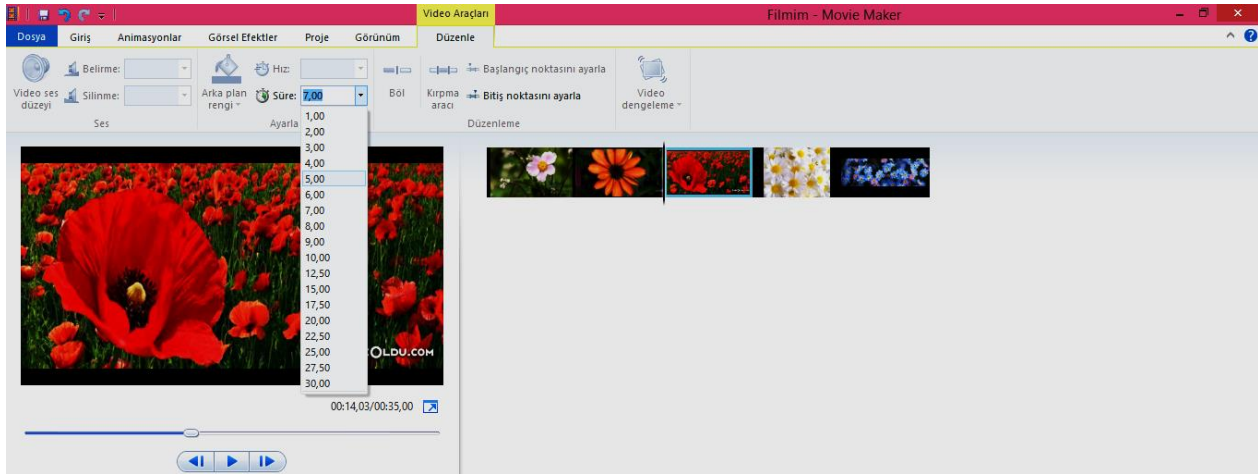 Video Araçları
Filmim - Movie Maker
Dosya Giriş Animasyonlar Görsel Efektler Proje Görünüm Düzenle
Belirme: Hız: Başlangıç noktasını ayarla
Video ses düzeyi Silinme: Arka plan rengi Süre: 7,00 Böl Kırpma aracı Bitiş noktasını ayarla Video dengeleme
Ses Ayarla Düzenleme
1,00
2,00
3,00
4,00
5,00
6,00
7,00
8,00
9,00
10,00
12,50
15,00
17,50
20,00
22,50
25,00
27,50
30,00
OLDU.COM
00:14,03/00:35,00